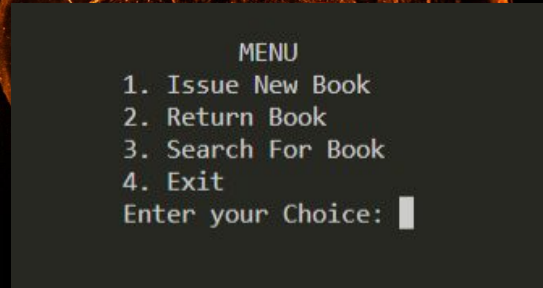 MENU
1. Issue New Book
2. Return Book
3. Search For Book
4. Exit
Enter your Choice: